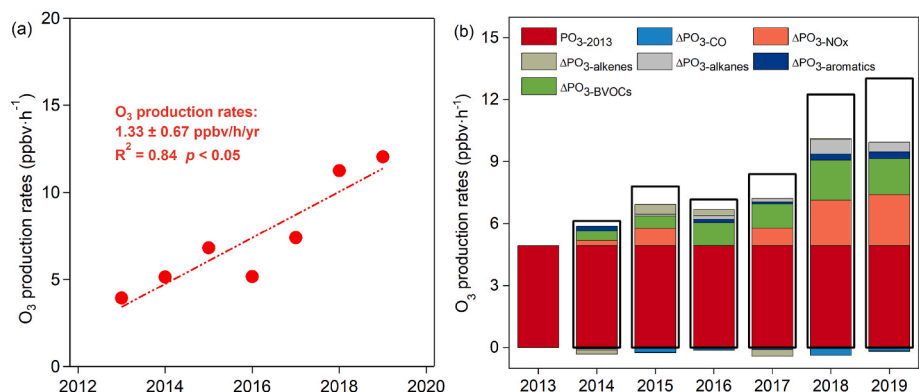 (a)
O3 production rates (ppbv·h-1)
20
15
10
5
0
O3 production rates:
1.33 ± 0.67 ppbv/h/yr
R2 = 0.84 p < 0.05
2012 2014 2016 2018 2020
(b)
O3 production rates (ppbv·h-1)
15
12
9
6
3
0
PO3-2013 ΔPO3-CO ΔPO3-NOx
ΔPO3-alkenes ΔPO3-alkanes ΔPO3-aromatics
ΔPO3-BVOCs
2013 2014 2015 2016 2017 2018 2019